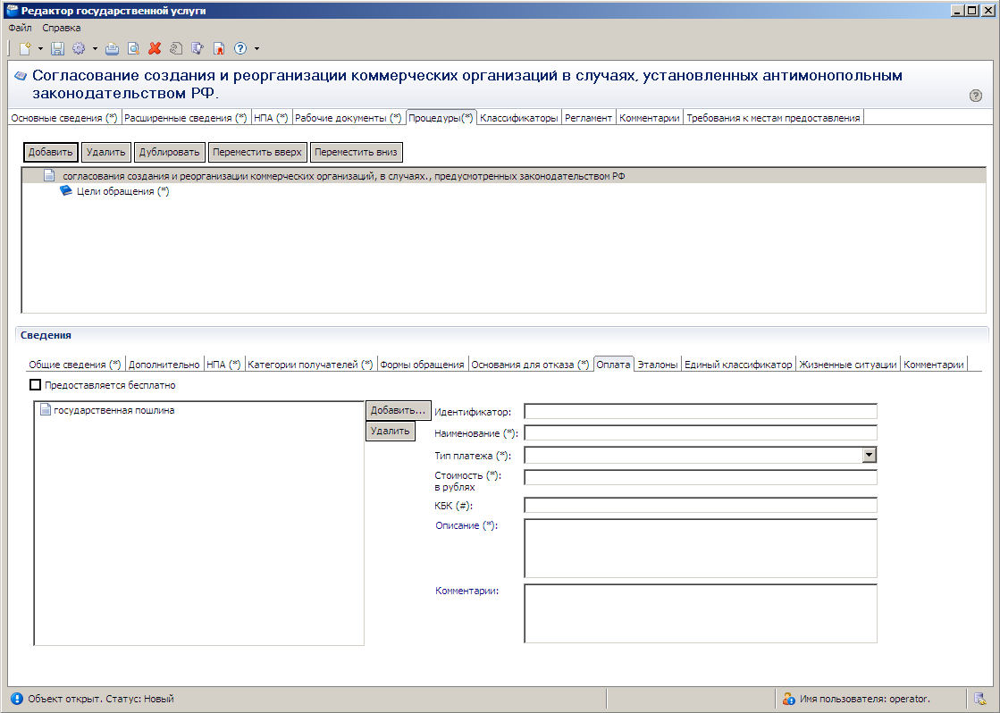 Редактор государственной услуги
Файл Справка
Согласование создания и реорганизации коммерческих организаций в случаях, установленных антимонопольным
законодательством РФ.
Основные сведения (*) Расширенные сведения (*) НПА (*) Рабочие документы (*) Процедуры(*) Классификаторы Регламент Комментарии Требования к местам предоставления
Добавить Удалить Дублировать Переместить вверх Переместить вниз
согласования создания и реорганизации коммерческих организаций, в случаях., предусмотренных законодательством РФ
Цели обращения (*)
Сведения
Общие сведения (*) Дополнительно НПА (*) Категории получателей (*) Формы обращения Основания для отказа (*) Оплата Эталоны Единый классификатор Жизненные ситуации Комментарии
Предоставляется бесплатно
государственная пошлина
Добавить...
Удалить
Идентификатор:
Наименование (*):
Тип платежа (*):
Стоимость (*):
в рублях
КБК (#):
Описание (*):
Комментарии:
Объект открыт. Статус: Новый
Имя пользователя: operator.